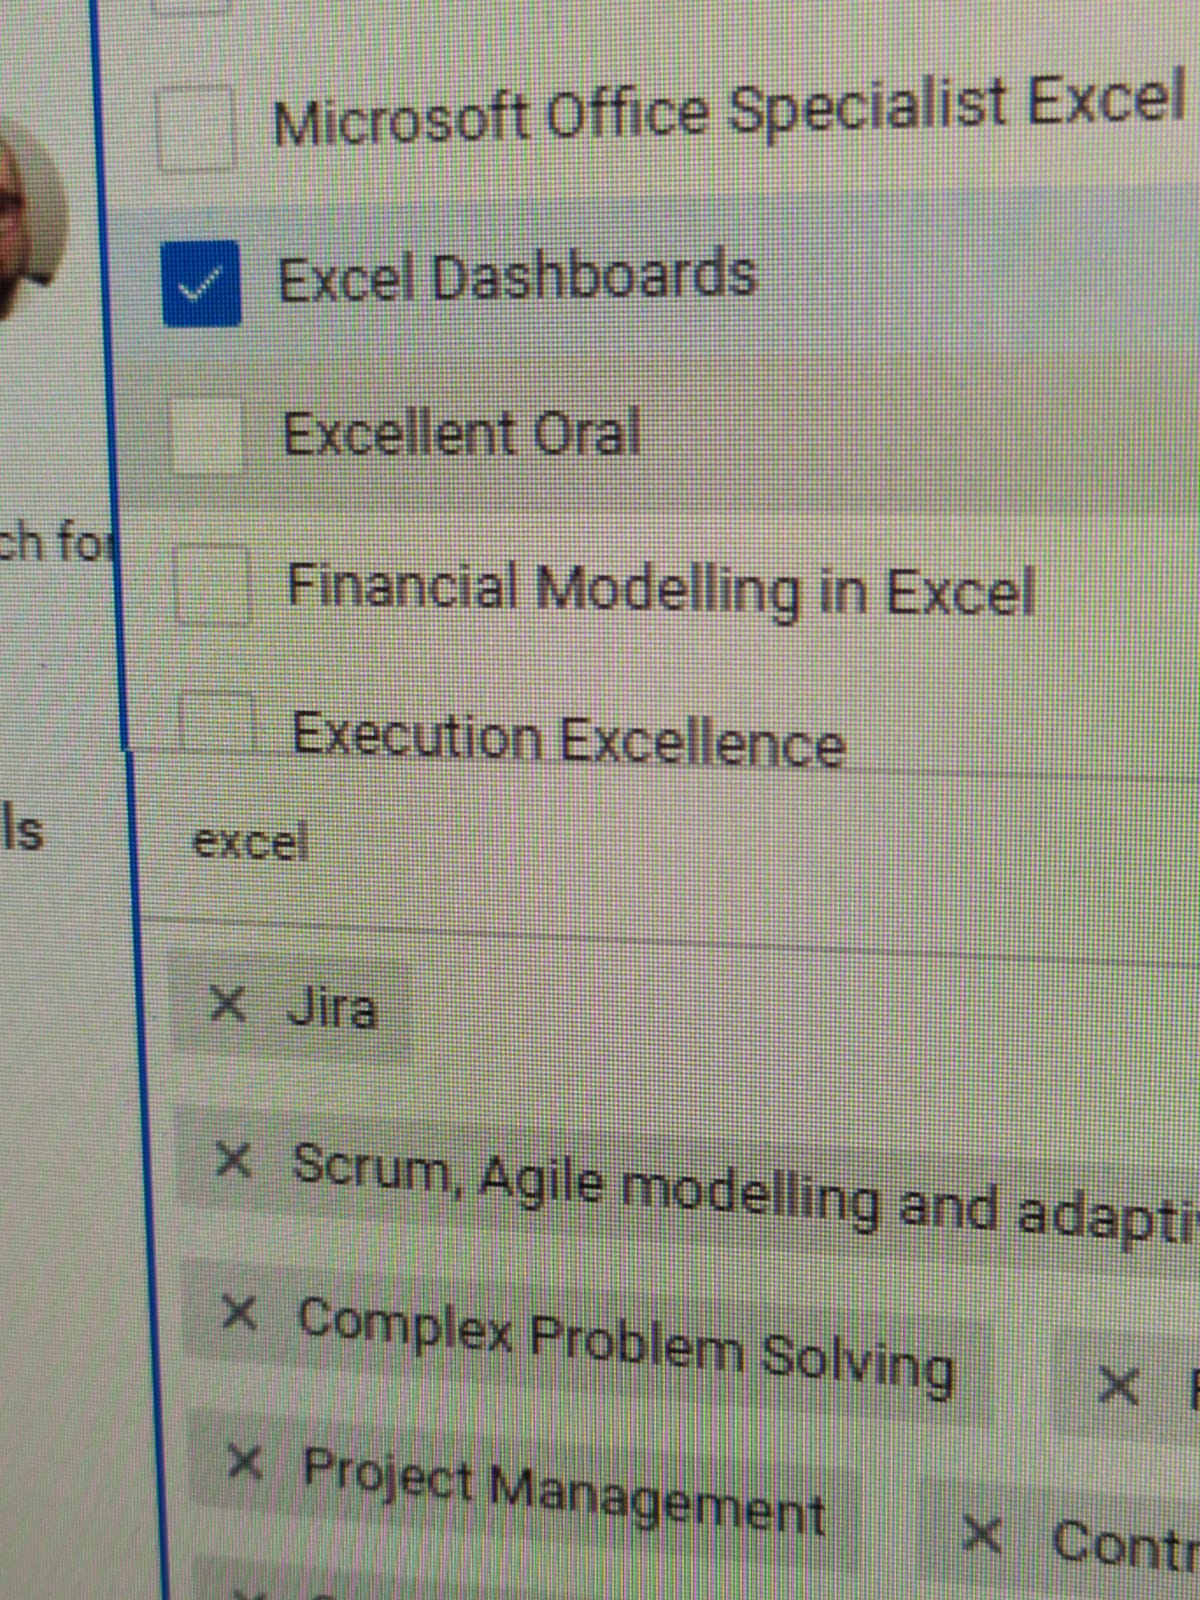 Microsoft Office Specialist Excel
Excel Dashboards
Excellent Oral
ch for
Financial Modelling in Excel
Execution Excellence
ls
excel
Jira
Scrum, Agile modelling and adapti
Complex Problem Solving
Project Management
Contr